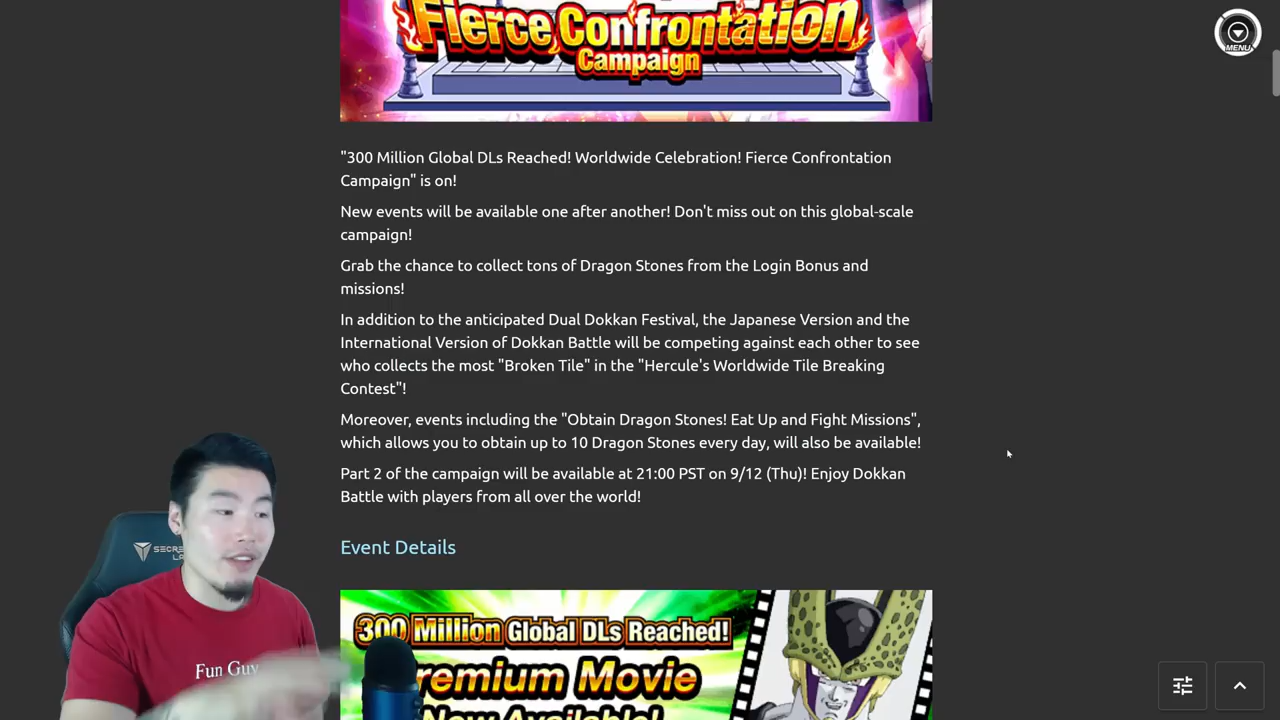 Fierce Confrontation
Campaign
MENU
"300 Million Global DLs Reached! Worldwide Celebration! Fierce Confrontation
Campaign" is on!
New events will be available one after another! Don't miss out on this global-scale
campaign!
Grab the chance to collect tons of Dragon Stones from the Login Bonus and
missions!
In addition to the anticipated Dual Dokkan Festival, the Japanese Version and the
International Version of Dokkan Battle will be competing against each other to see
who collects the most "Broken Tile" in the "Hercule's Worldwide Tile Breaking
Contest"!
Moreover, events including the "Obtain Dragon Stones! Eat Up and Fight Missions",
which allows you to obtain up to 10 Dragon Stones every day, will also be available!
Part 2 of the campaign will be available at 21:00 PST on 9/12 (Thu)! Enjoy Dokkan
Battle with players from all over the world!
Event Details
300 Million Global DLs Reached!
remium Movie
Now Available!
SECRE
LA
Fun Guy